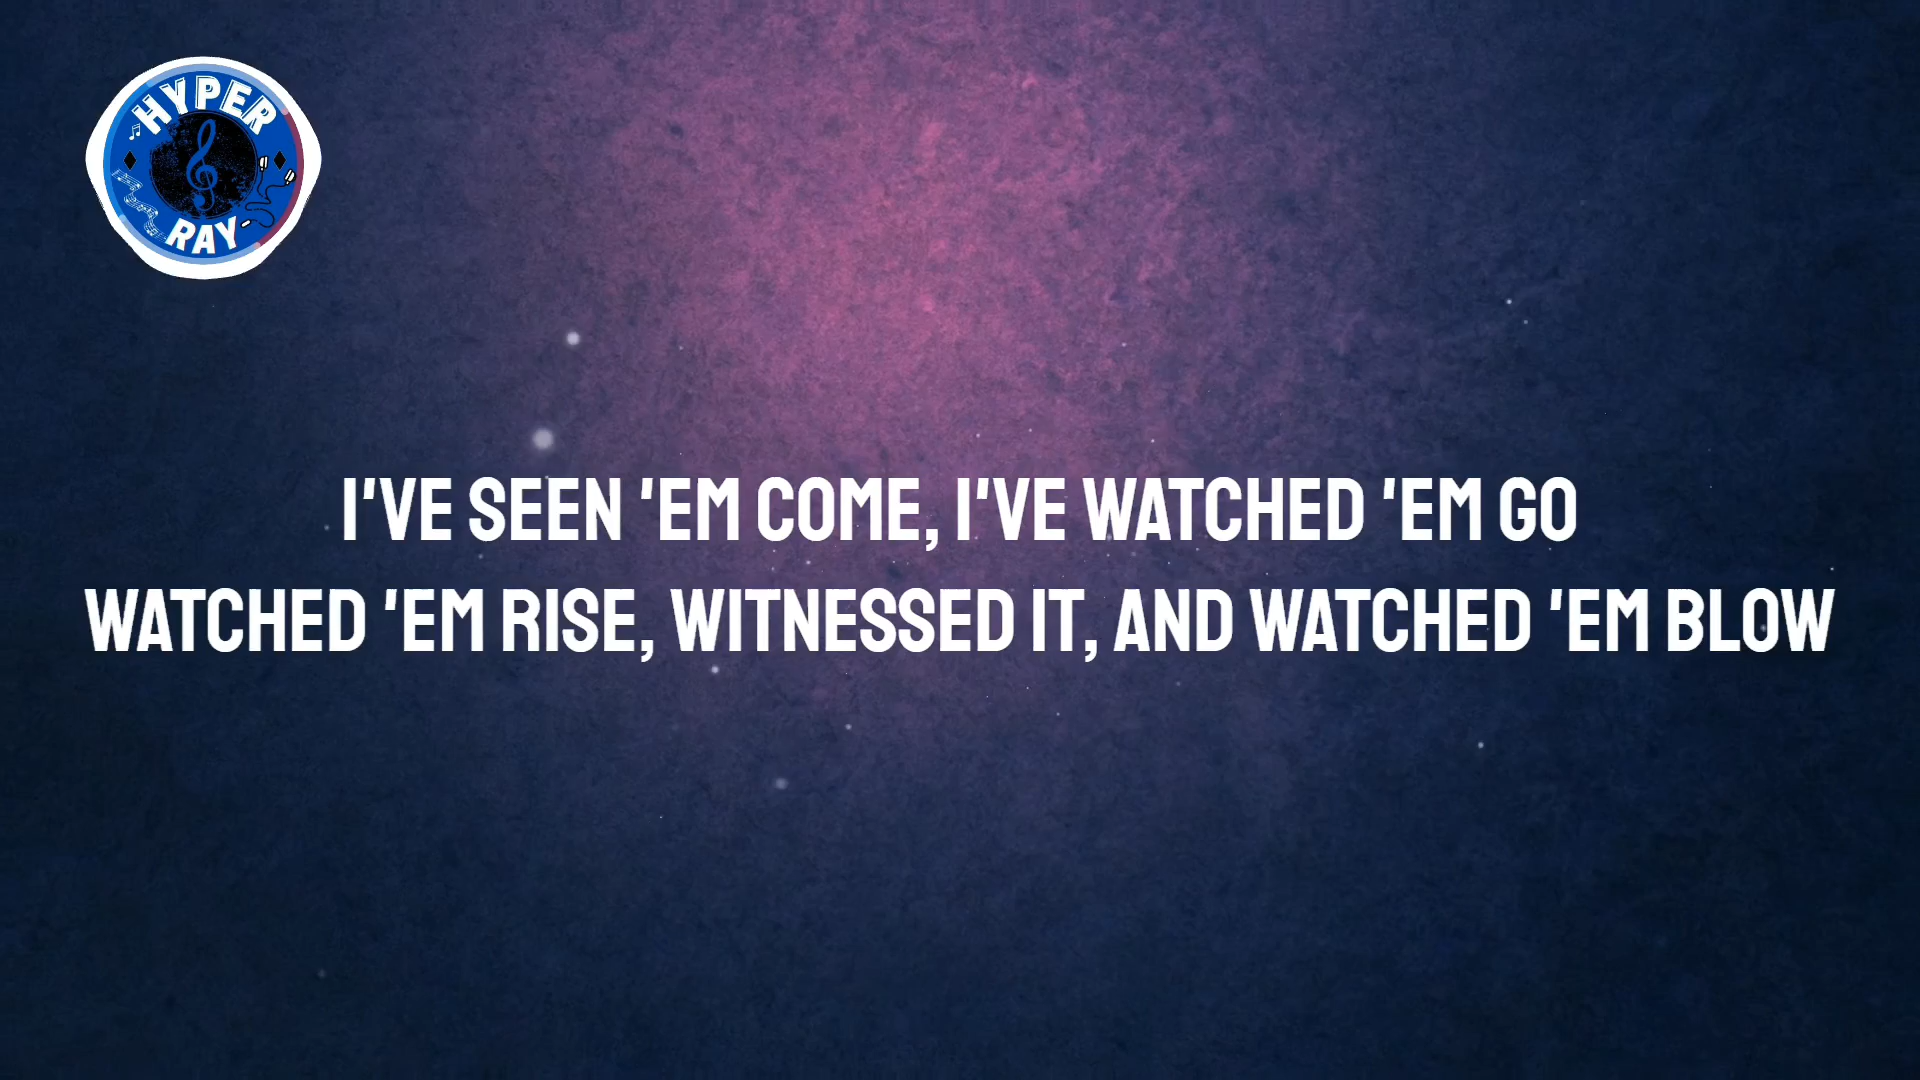 HYPER
RAY
I'VE SEEN 'EM COME, I'VE WATCHED 'EM GO
WATCHED 'EM RISE, WITNESSED IT, AND WATCHED 'EM BLOW